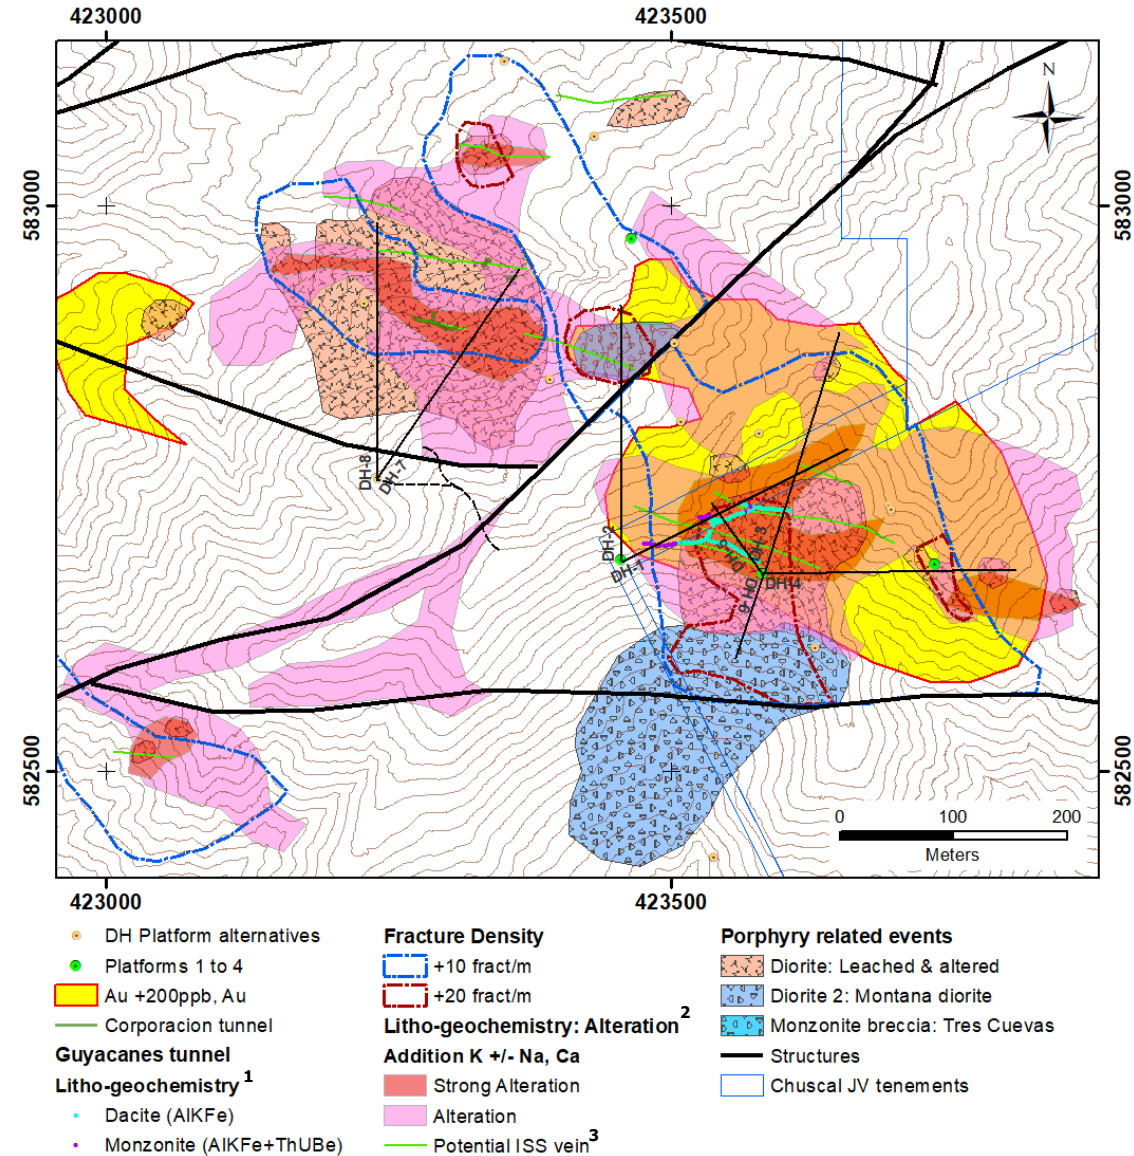 423000 423500
583000 583000
N
DH-8
DH-7
DH-2
DH-1
DH-3
DH-4
DH-6
582500 582500
0 100 200
Meters
423000 423500
DH Platform alternatives
Platforms 1 to 4
Au +200ppb, Au
Corporacion tunnel
Guyacanes tunnel
Litho-geochemistry 1
Dacite (AlKFe)
Monzonite (AlKFe+ThUBe)
Fracture Density
+10 fract/m
+20 fract/m
Litho-geochemistry: Alteration 2
Addition K +/- Na, Ca
Strong Alteration
Alteration
Potential ISS vein 3
Porphyry related events
Diorite: Leached & altered
Diorite 2: Montana diorite
Monzonite breccia: Tres Cuevas
Structures
Chuscal JV tenements